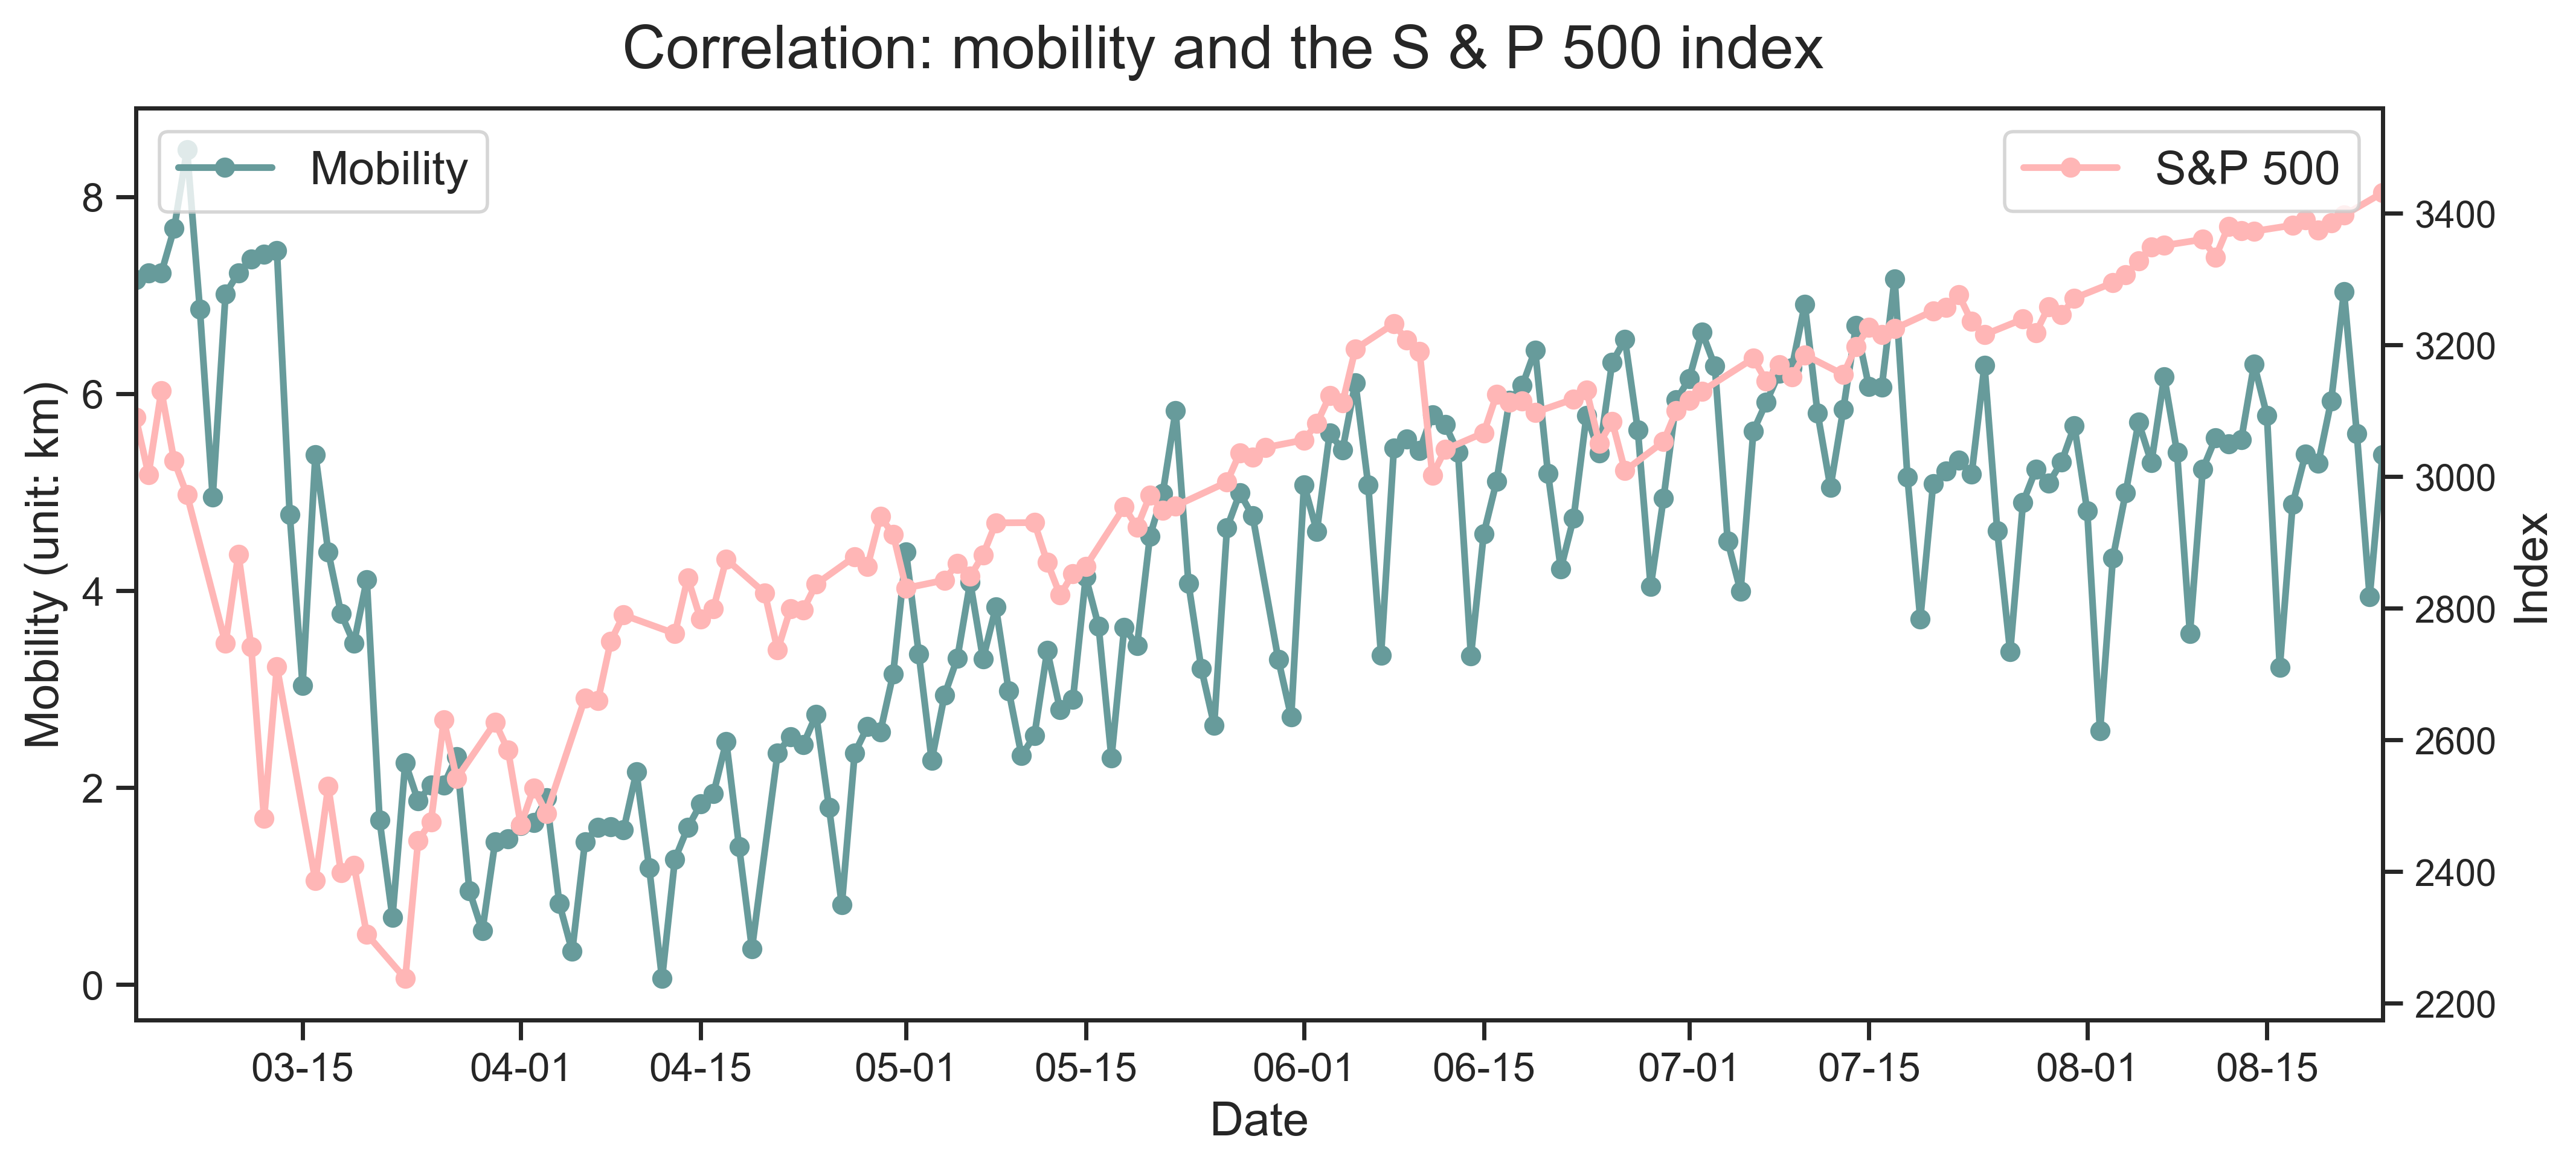 Correlation: mobility and the S & P 500 index
Mobility
S&P 500
Mobility (unit: km)
8
6
4
2
0
3400
3200
3000
2800
2600
2400
2200
Index
03-15 04-01 04-15 05-01 05-15 06-01 06-15 07-01 07-15 08-01 08-15
Date